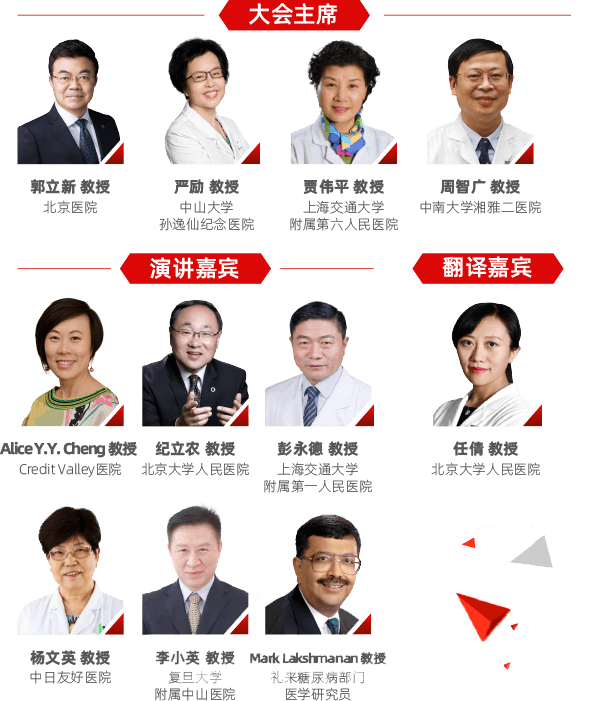 大会主席
郭立新 教授
北京医院
严励 教授
中山大学
孙逸仙纪念医院
贾伟平 教授
上海交通大学
附属第六人民医院
周智广 教授
中南大学湘雅二医院
演讲嘉宾
翻译嘉宾
Alice Y.Y. Cheng 教授
Credit Valley医院
纪立农 教授
北京大学人民医院
彭永德 教授
上海交通大学
附属第一人民医院
任倩 教授
北京大学人民医院
杨文英 教授
中日友好医院
李小英 教授
复旦大学
附属中山医院
Mark Lakshmanan 教授
礼来糖尿病部门
医学研究员